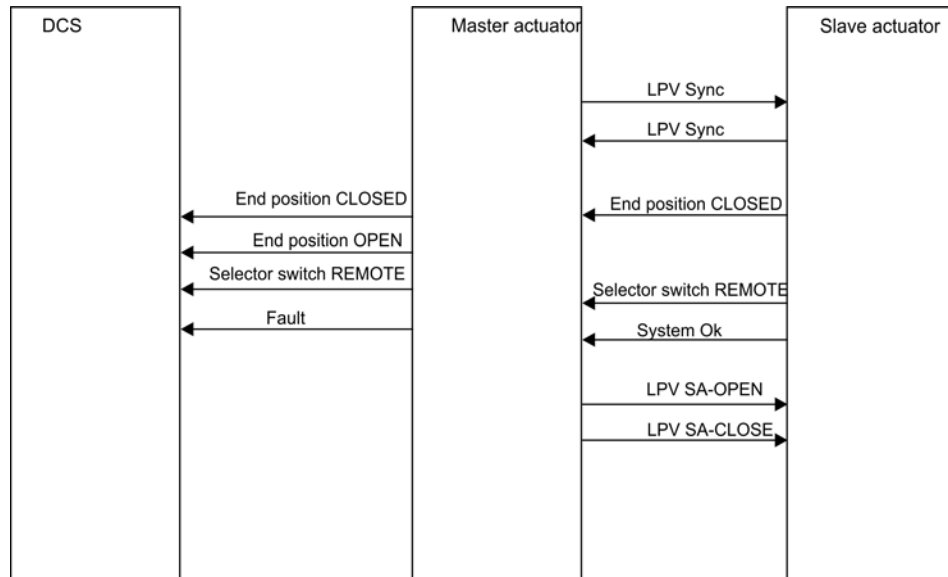 DCS
Master actuator
Slave actuator
LPV Sync
LPV Sync
End position CLOSED
End position CLOSED
End position OPEN
Selector switch REMOTE
Selector switch REMOTE
Fault
System Ok
LPV SA-OPEN
LPV SA-CLOSE